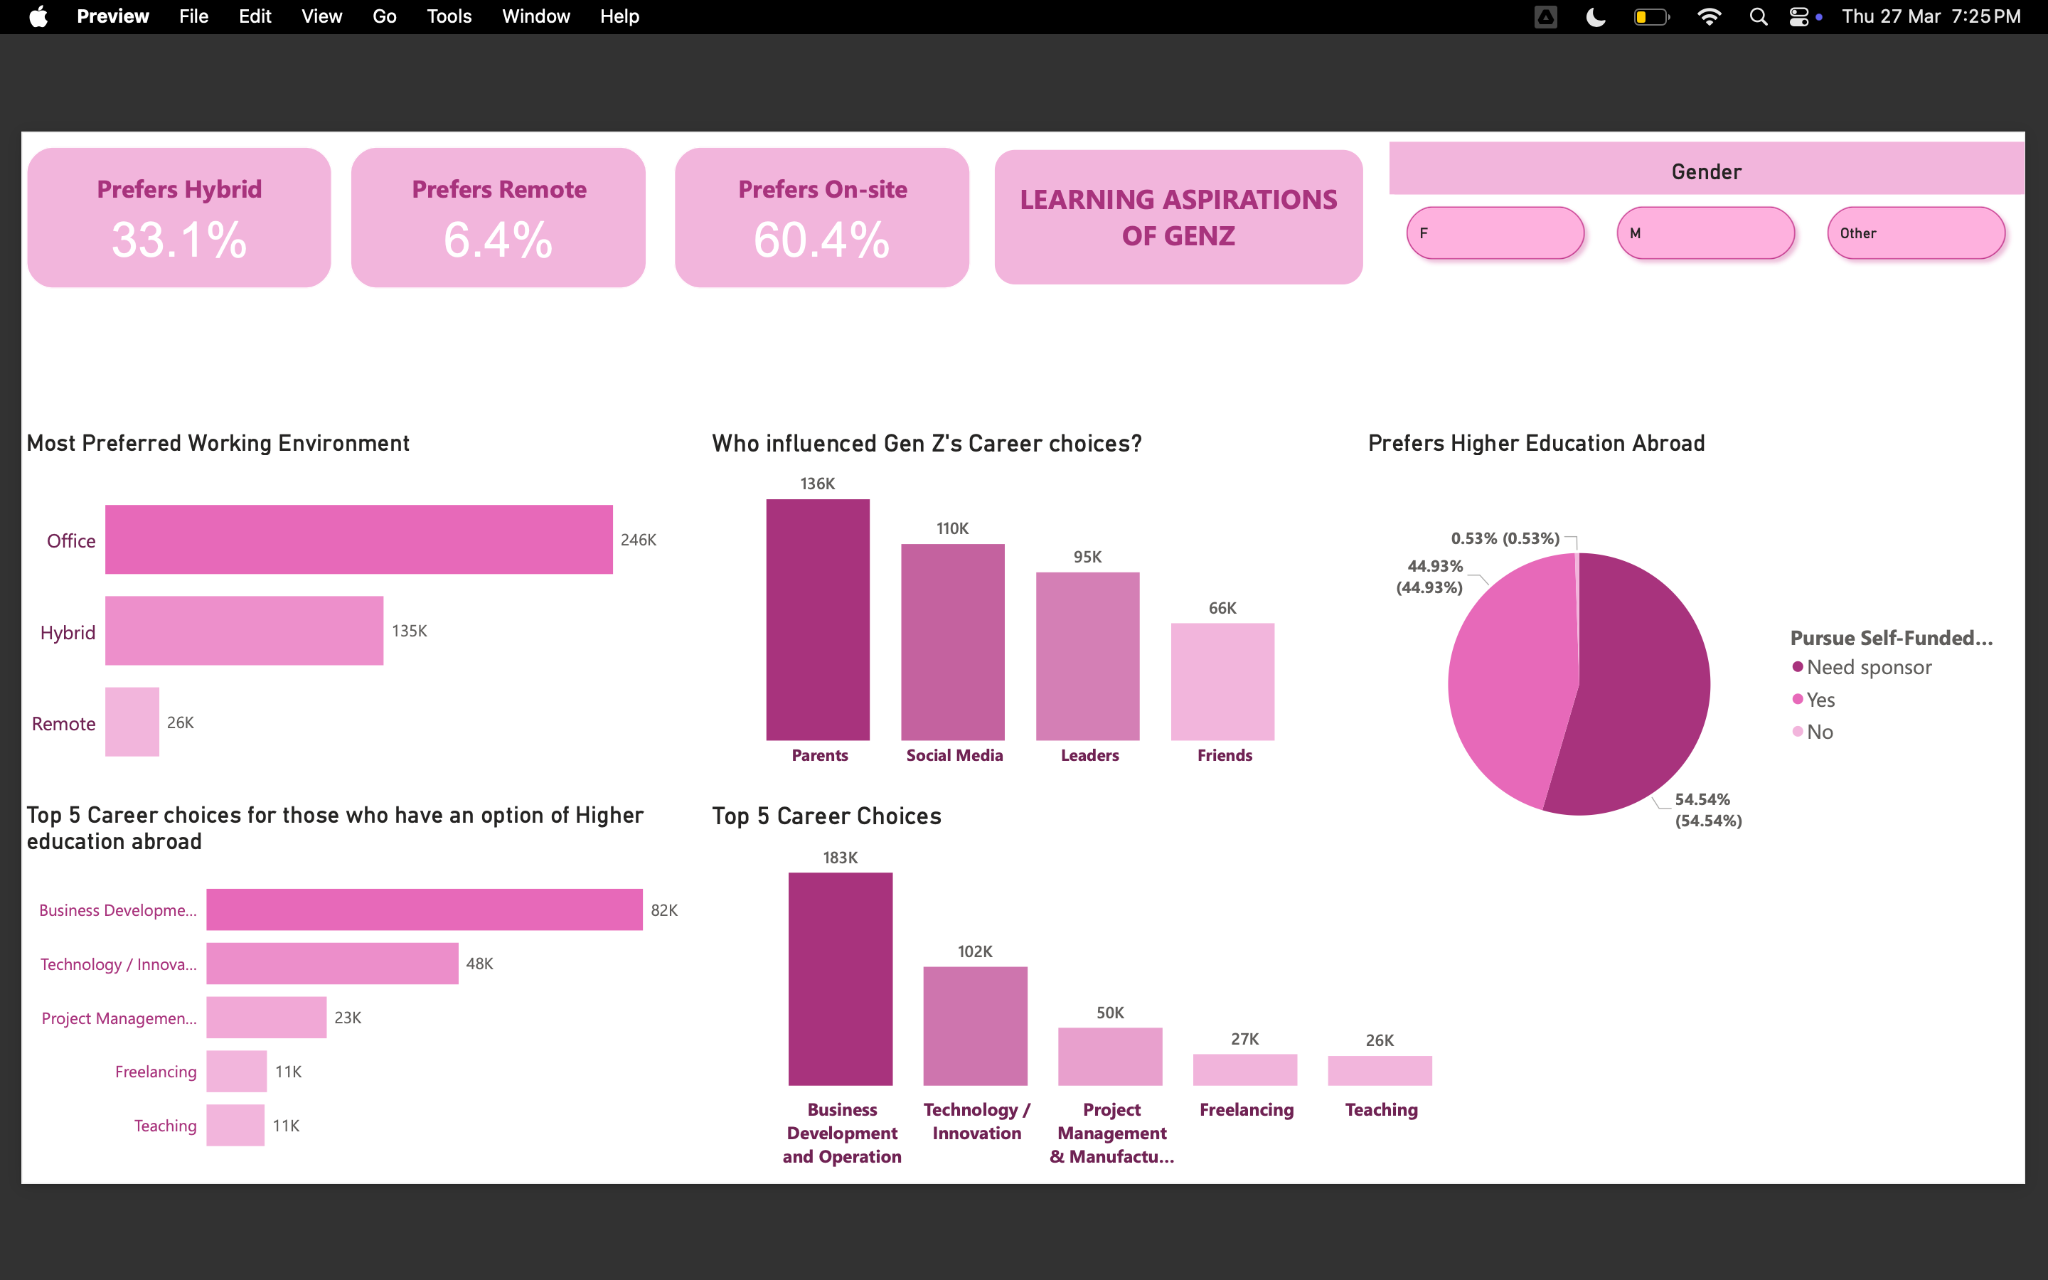 Preview File Edit View Go Tools Window Help
Thu 27 Mar 7:25 PM
Prefers Hybrid
33.1%
Prefers Remote
6.4%
Prefers On-site
60.4%
LEARNING ASPIRATIONS
OF GENZ
Gender
F
M
Other
Most Preferred Working Environment
Office
246K
Hybrid
135K
Remote
26K
Who influenced Gen Z's Career choices?
136K
110K
95K
66K
Parents
Social Media
Leaders
Friends
Prefers Higher Education Abroad
0.53% (0.53%)
44.93%
(44.93%)
54.54%
(54.54%)
Pursue Self-Funded...
Need sponsor
Yes
No
Top 5 Career choices for those who have an option of Higher
education abroad
Business Developme...
82K
Technology / Innova...
48K
Project Managemen...
23K
Freelancing
11K
Teaching
11K
Top 5 Career Choices
183K
102K
50K
27K
26K
Business
Development
and Operation
Technology /
Innovation
Project
Management
& Manufactu...
Freelancing
Teaching